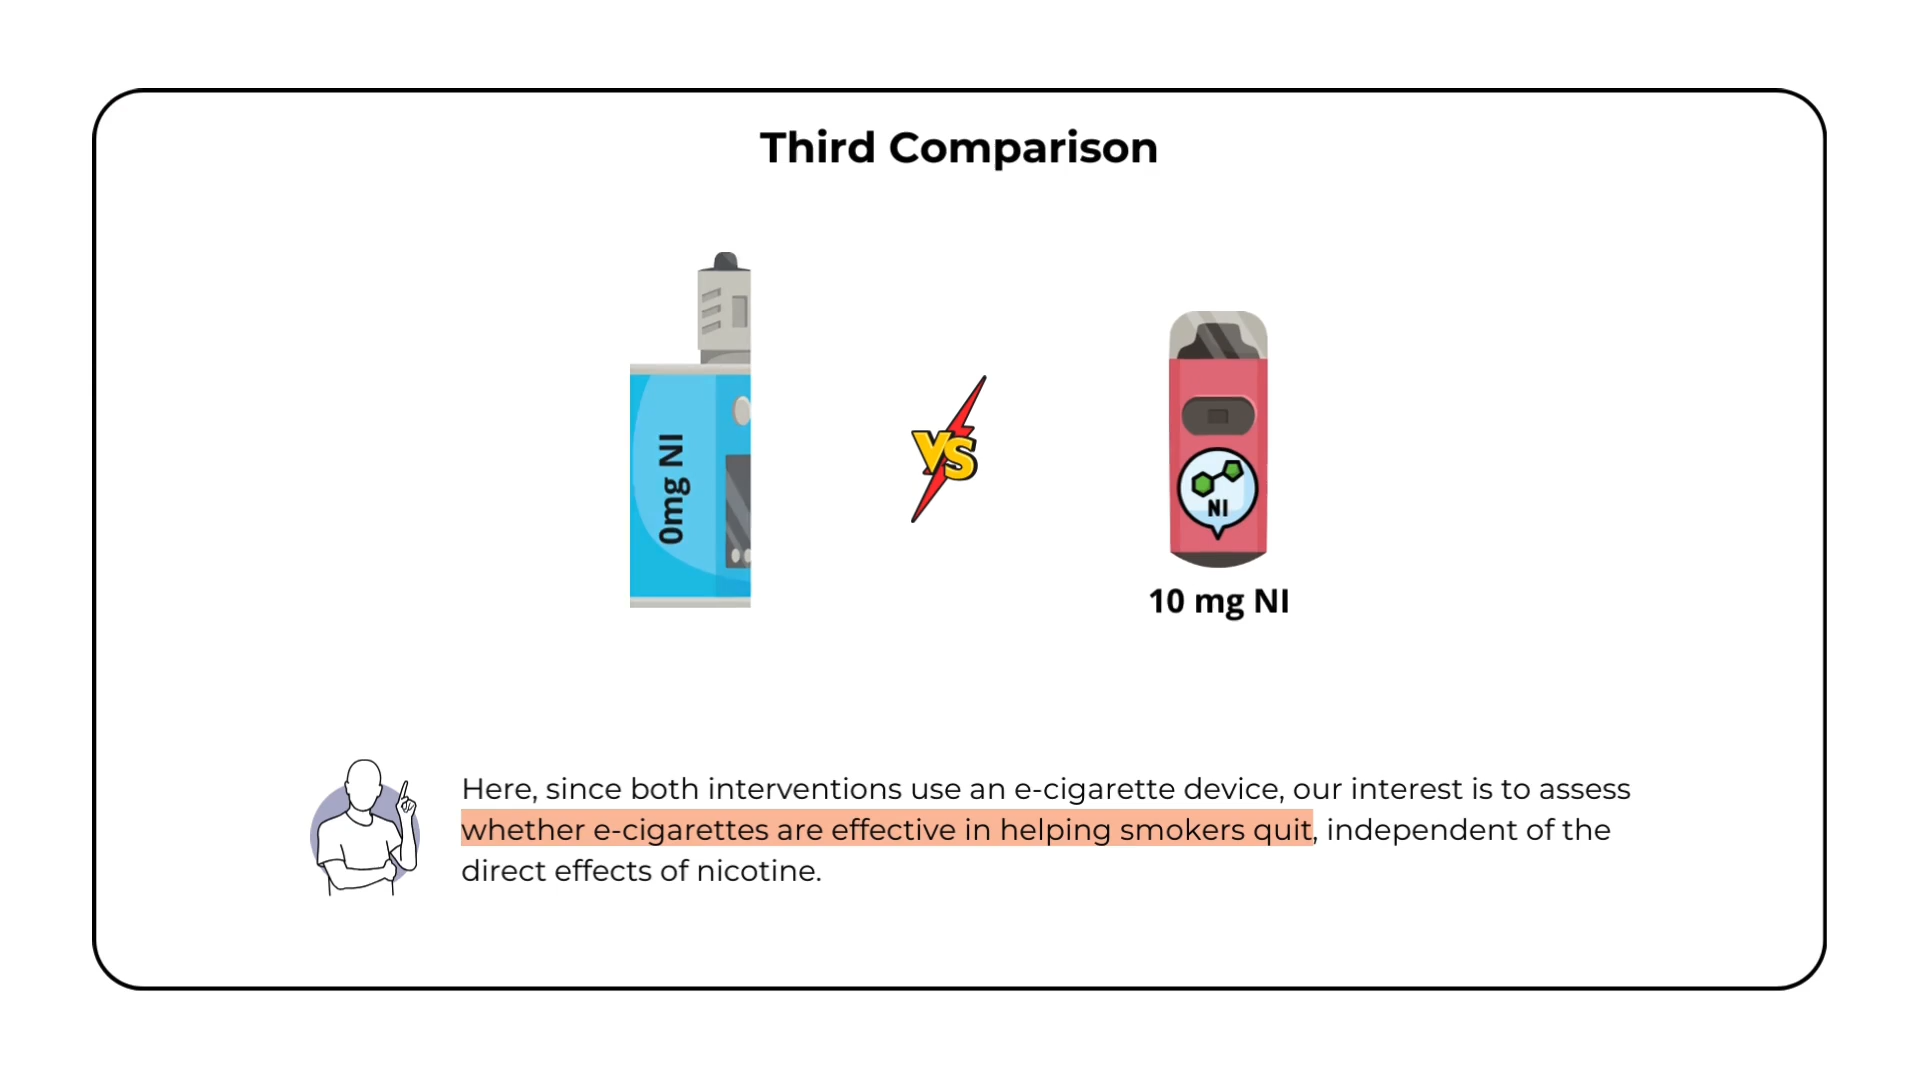 Third Comparison
0mg NI
VS
NI
10 mg NI
Here, since both interventions use an e-cigarette device, our interest is to assess
whether e-cigarettes are effective in helping smokers quit, independent of the
direct effects of nicotine.